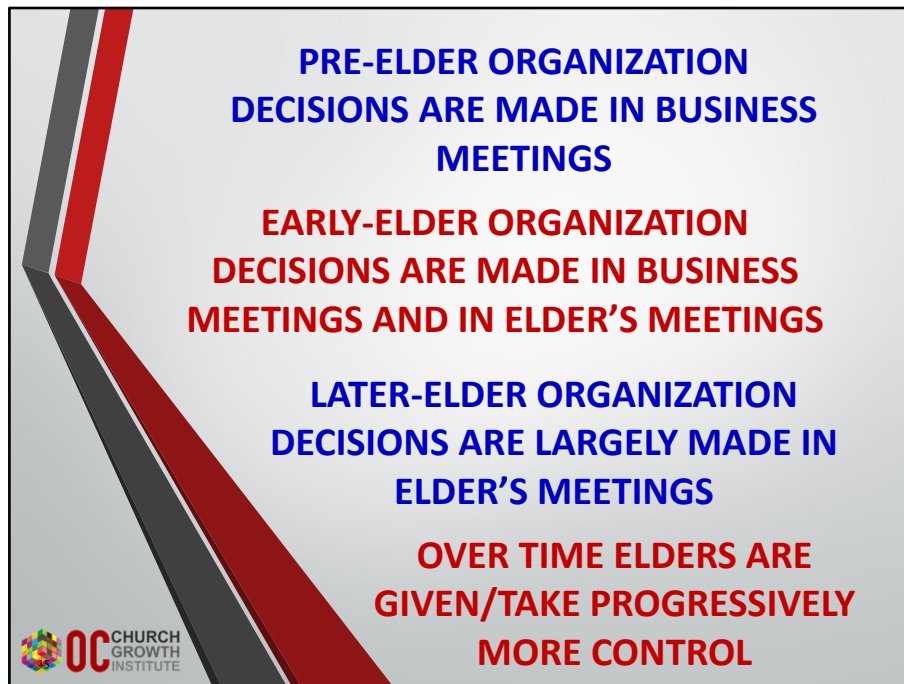 PRE-ELDER ORGANIZATION
DECISIONS ARE MADE IN BUSINESS
MEETINGS
EARLY-ELDER ORGANIZATION
DECISIONS ARE MADE IN BUSINESS
MEETINGS AND IN ELDER'S MEETINGS
LATER-ELDER ORGANIZATION
DECISIONS ARE LARGELY MADE IN
ELDER'S MEETINGS
OVER TIME ELDERS ARE
GIVEN/TAKE PROGRESSIVELY
MORE CONTROL
15
OC
CHURCH
GROWTH
INSTITUTE